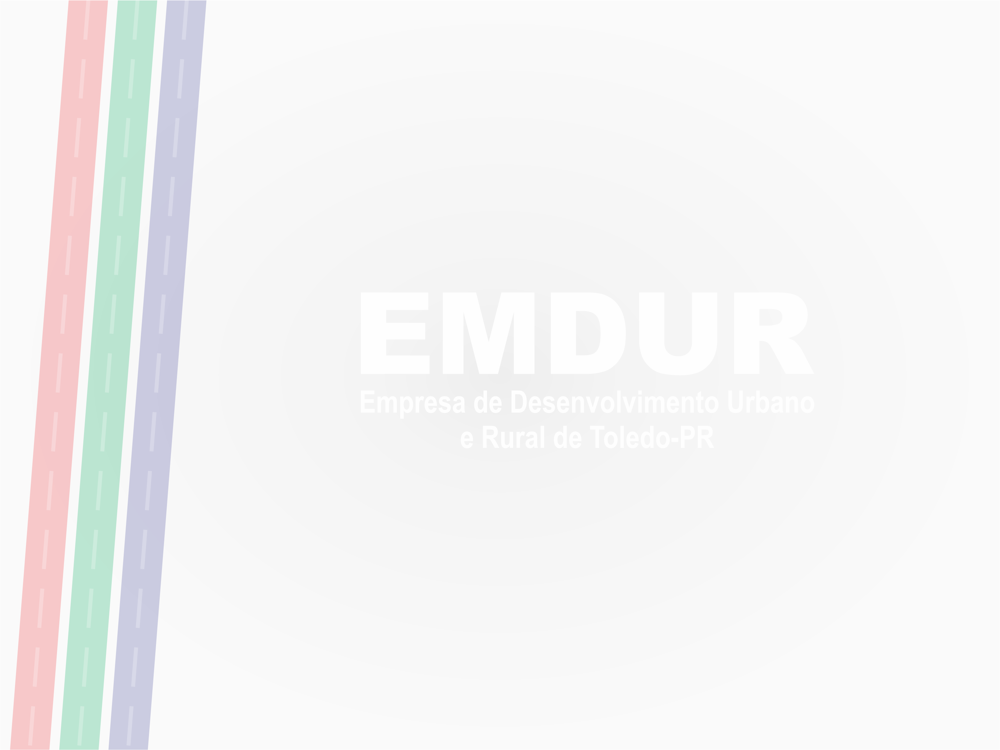 EMDUR
Empresa de Desenvolvimento Urbano
e Rural de Toledo-PR